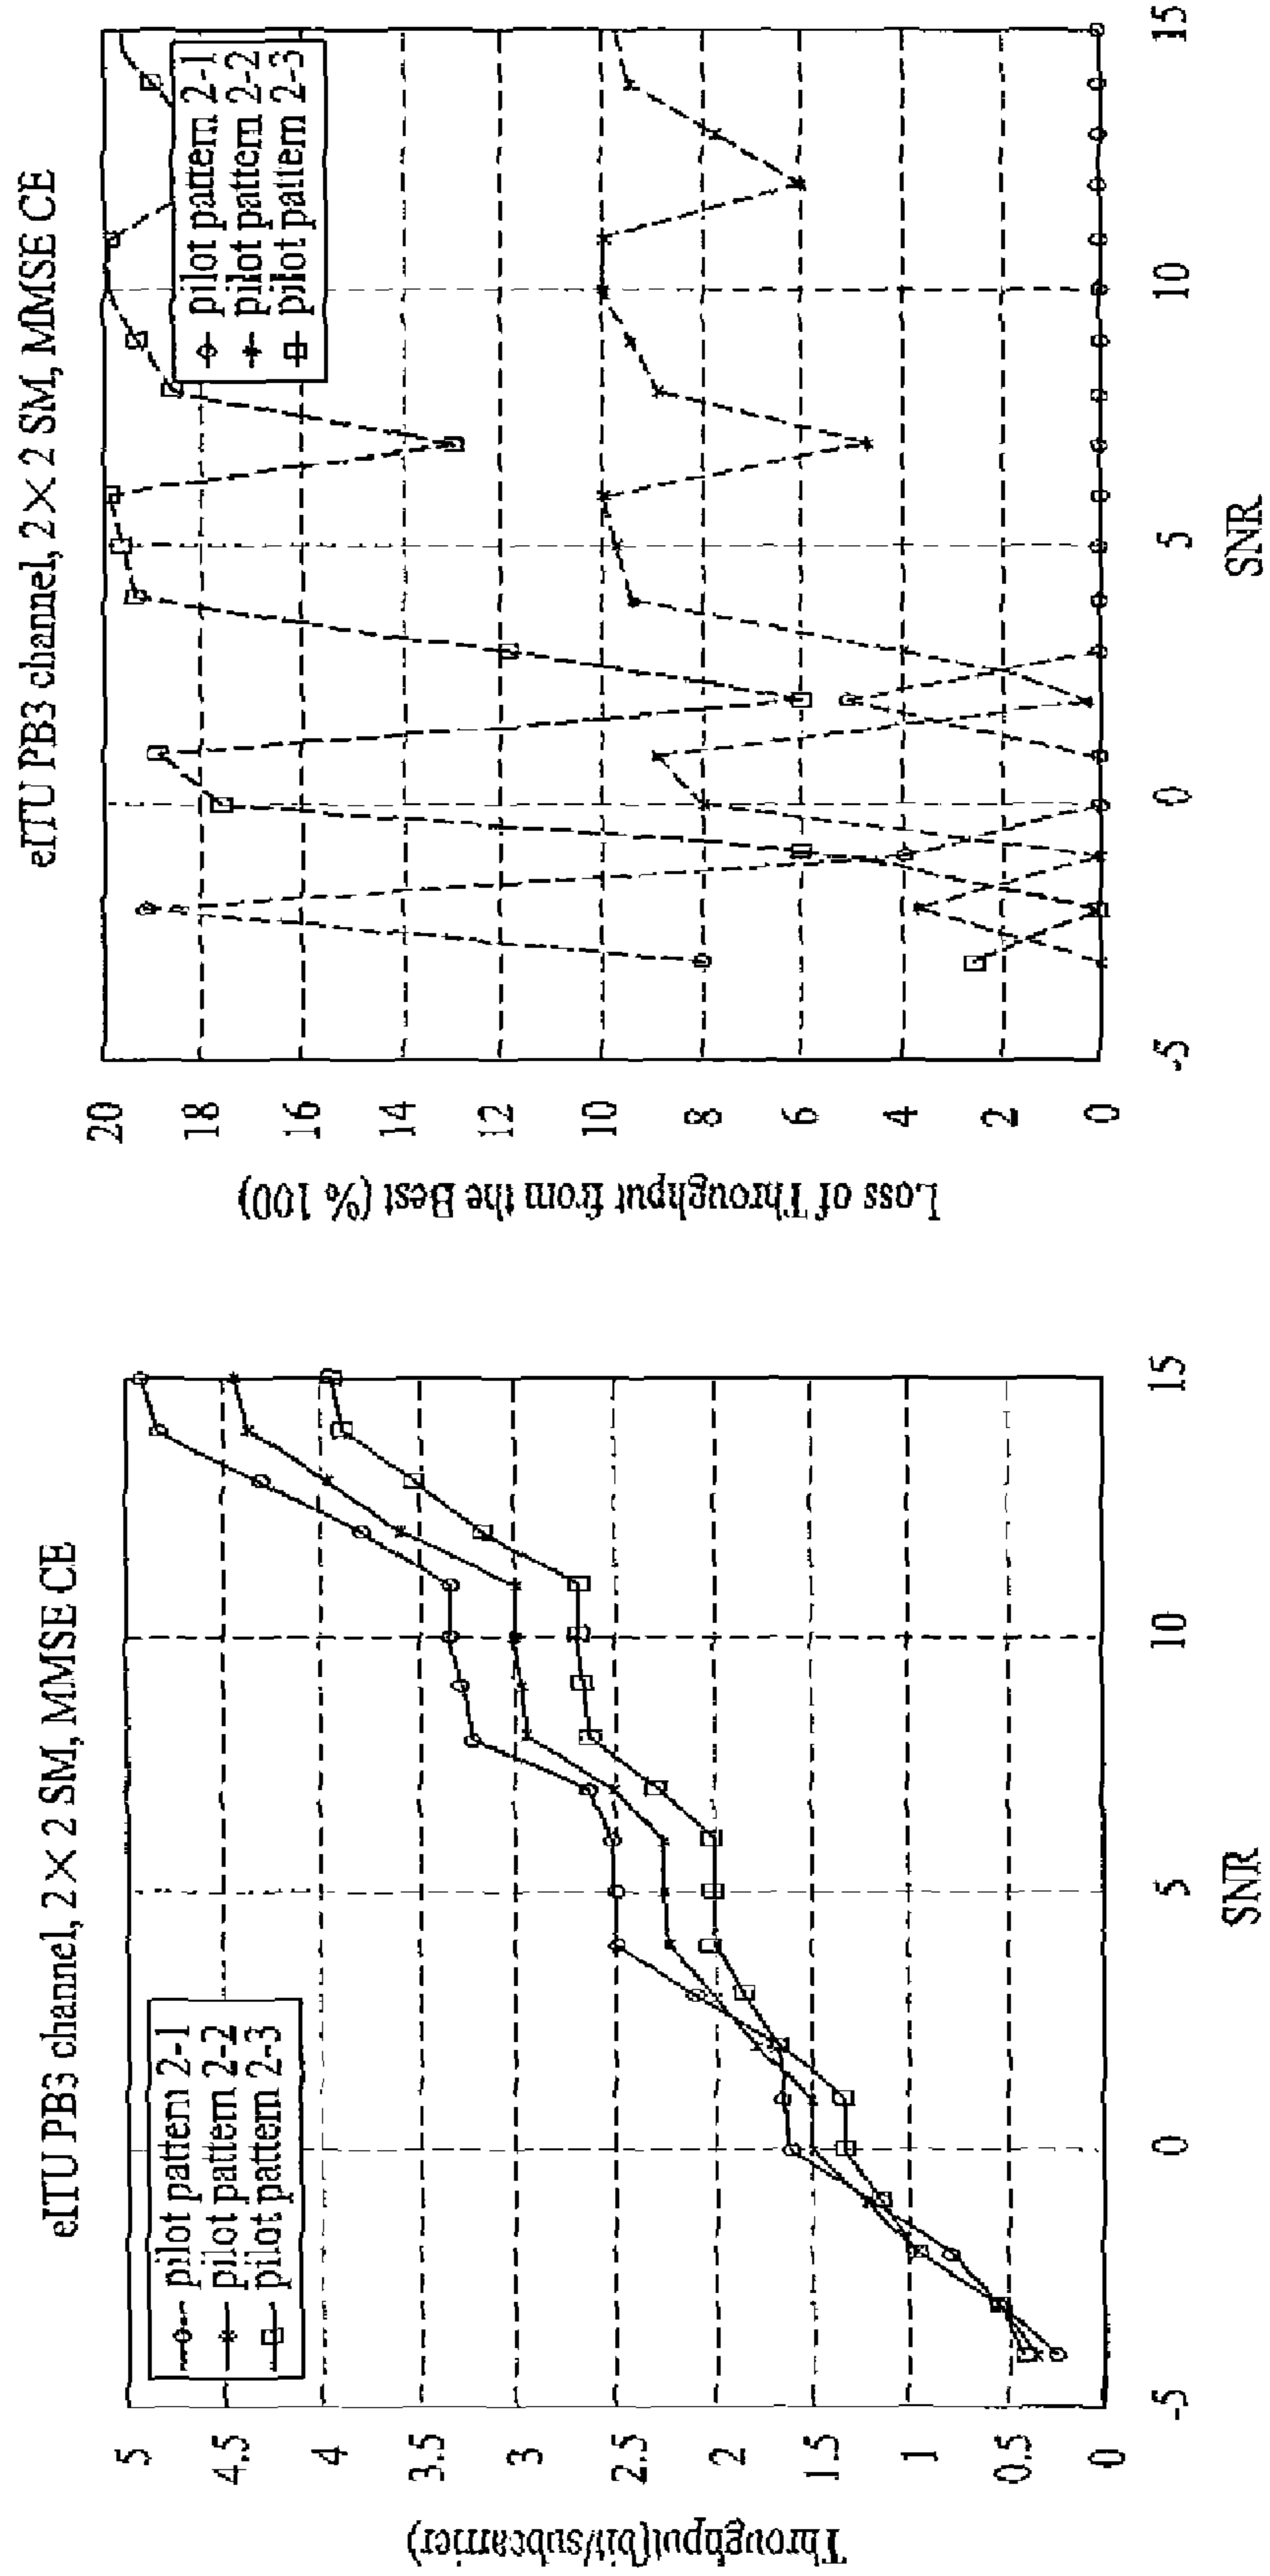 eITU PB3 channel, 2×2 SM, MMSE CE
Throughput(bit/subcarrier)
5
4.5
4
3.5
3
2.5
2
1.5
1
0.5
0
pilot pattern 2-1
pilot pattern 2-2
pilot pattern 2-3
-5
0
5
10
15
SNR
eITU PB3 channel, 2×2 SM, MMSE CE
Loss of Throughput from the Best (% 100)
20
18
16
14
12
10
8
6
4
2
0
pilot pattern 2-1
pilot pattern 2-2
pilot pattern 2-3
-5
0
5
10
15
SNR